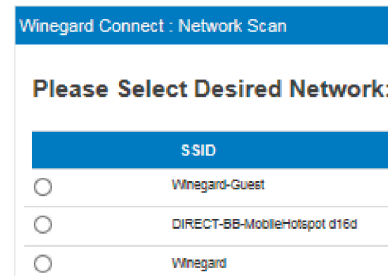 Winegard Connect : Network Scan
Please Select Desired Network:
SSID
Winegard-Guest
DIRECT-BB-MobileHotspot d16d
Winegard